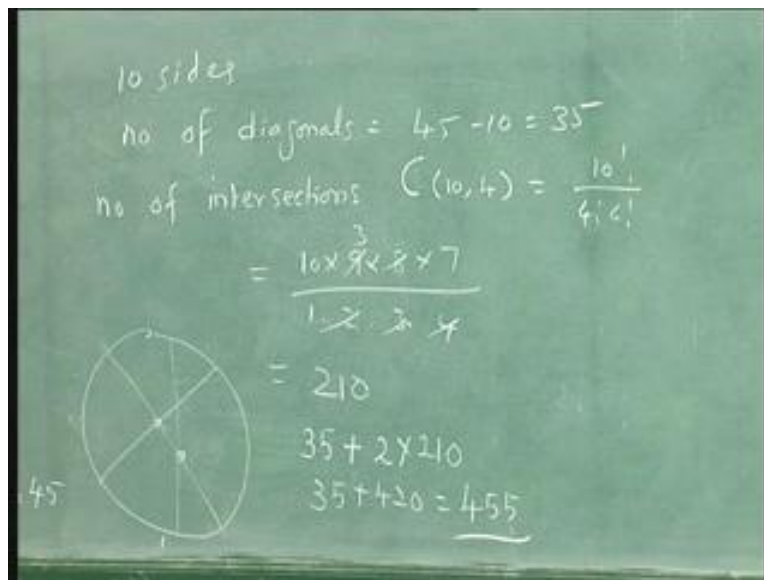 10 sides
no of diagonals = 45 - 10 = 35
no of intersections C(10,4) = 10! / 4! 6!
= 10 × 9 × 8 × 7 / 1 . 2 . 3 . 4
3
= 210
35 + 2 × 210
35 + 420 = 455
45